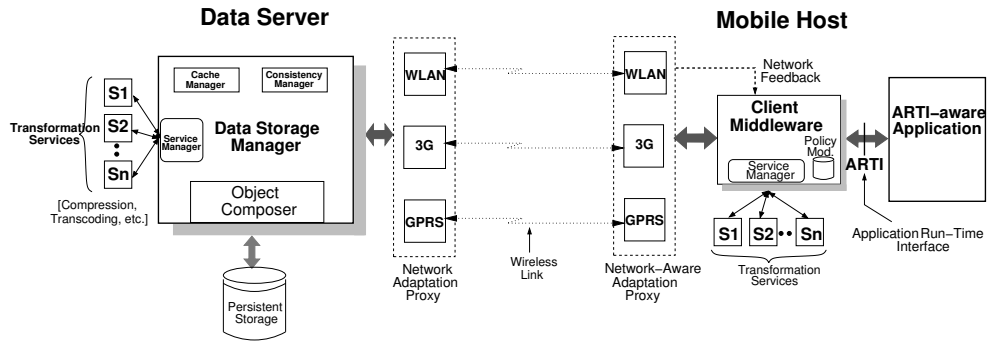 Data Server
Mobile Host
Cache
Manager
Consistency
Manager
WLAN
WLAN
Network
Feedback
S1
S2
Sn
Transformation
Services
Service
Manager
Data Storage
Manager
3G
3G
Client
Middleware
Policy
Mod.
Service
Manager
ARTI
ARTI−aware
Application
[Compression,
Transcoding, etc.]
Object
Composer
GPRS
GPRS
S1
S2
Sn
Application Run−Time
Interface
Wireless
Link
Network
Adaptation
Proxy
Network−Aware
Adaptation
Proxy
Transformation
Services
Persistent
Storage